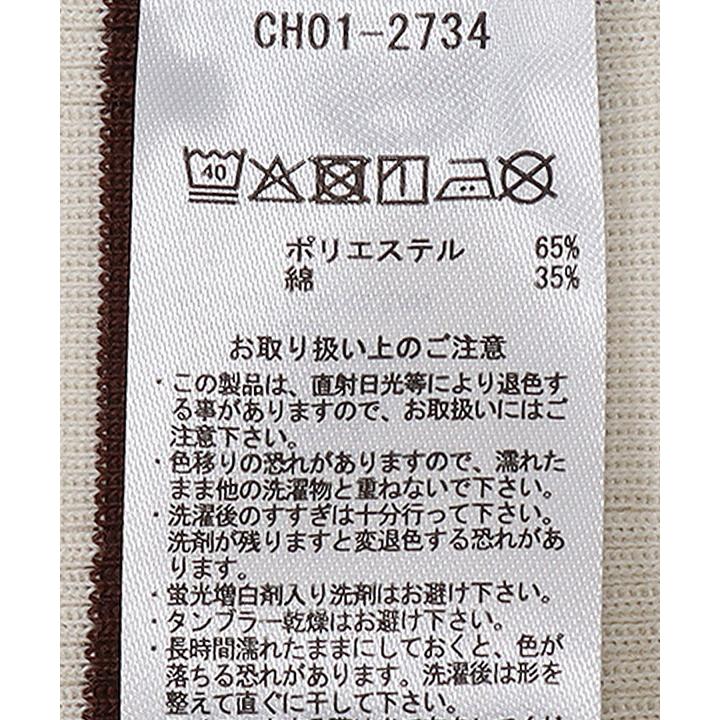 CH01-2734
40
ポリエステル 65%
綿 35%
お取り扱い上のご注意
・この製品は、直射日光等により退色す
る事がありますので、お取扱いにはご
注意下さい。
・色移りの恐れがありますので、濡れた
まま他の洗濯物と重ねないで下さい。
・洗濯後のすすぎは十分行って下さい。
洗剤が残りますと変退色する恐れがあ
ります。
・蛍光増白剤入り洗剤はお避け下さい。
・タンブラー乾燥はお避け下さい。
・長時間濡れたままにしておくと、色が
落ちる恐れがあります。洗濯後は形を
整えて直ぐに干して下さい。